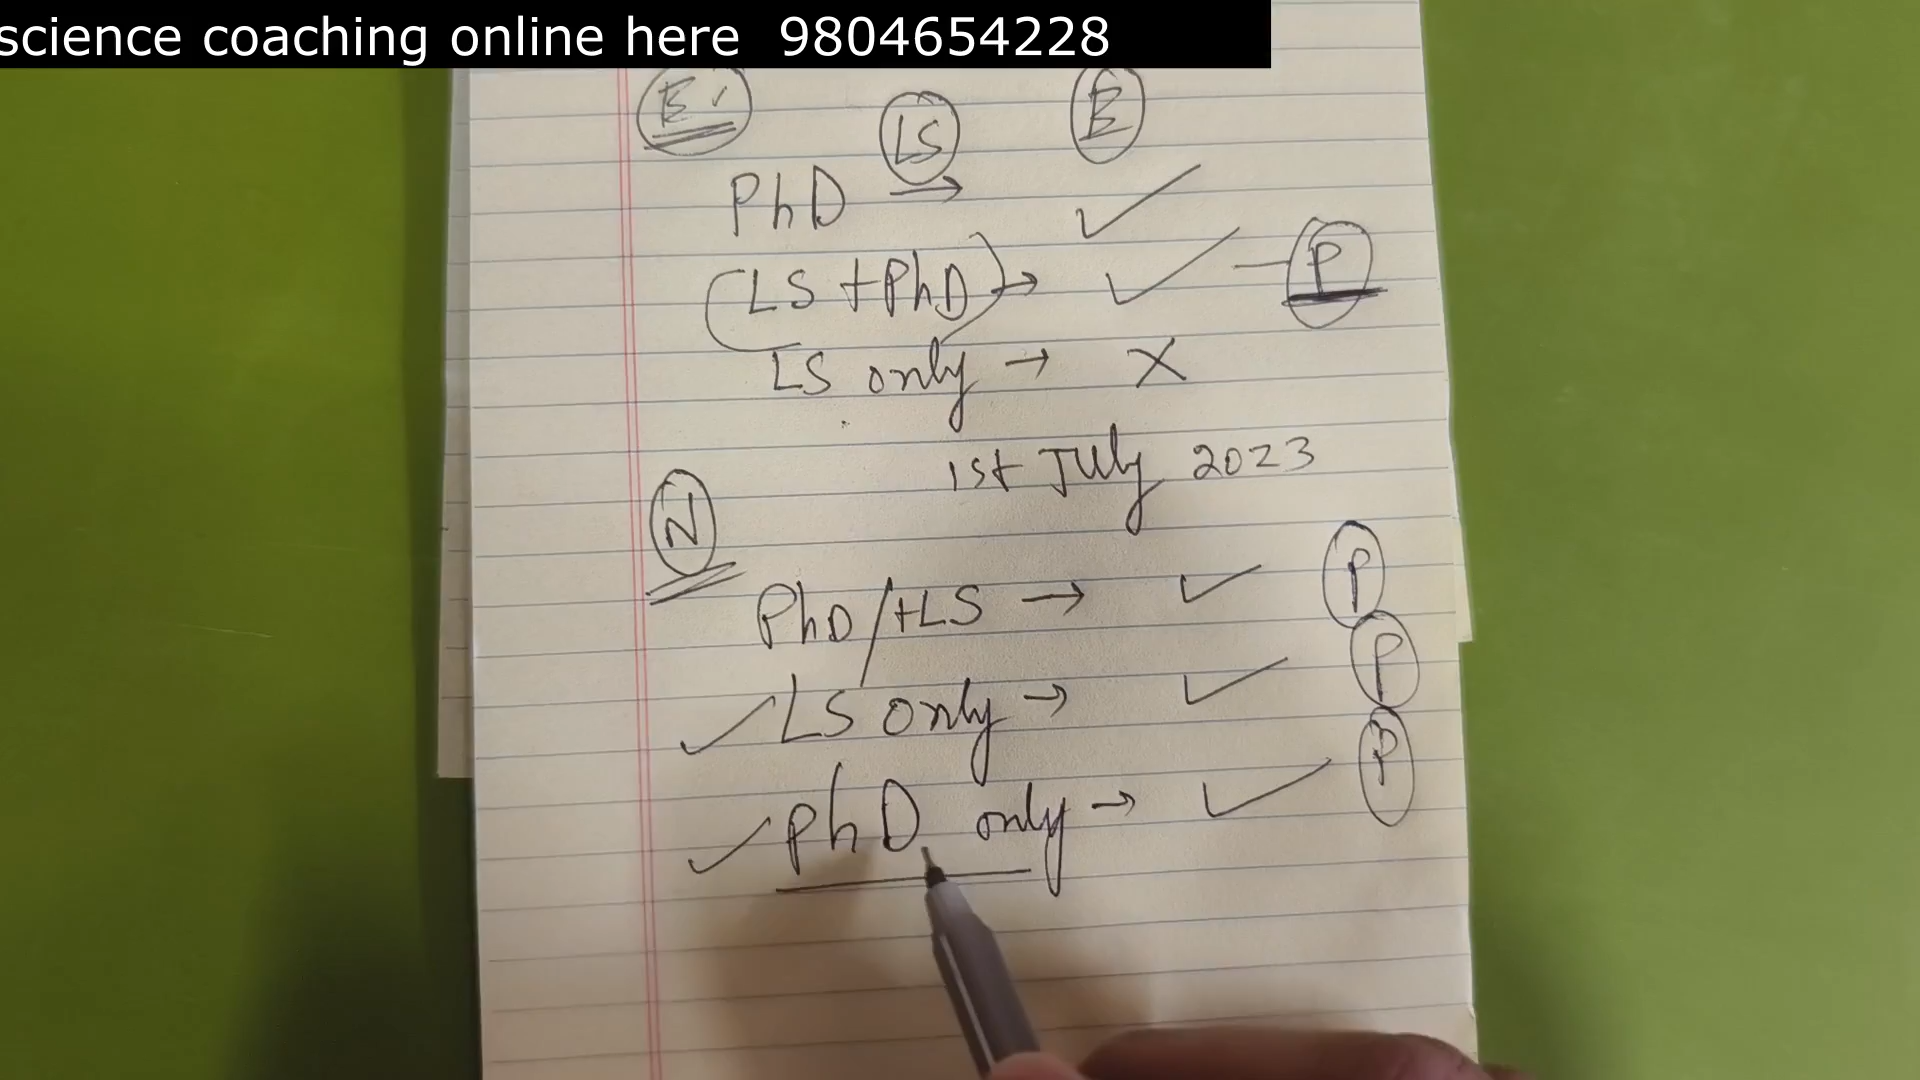 science coaching online here 9804654228
E.
LS E
PhD → ✓
(LS + PhD) → ✓ - P
LS only → X
1st July 2023
N
PhD / + LS → ✓ P
✓ LS only → ✓ P
✓ PhD only → ✓ P